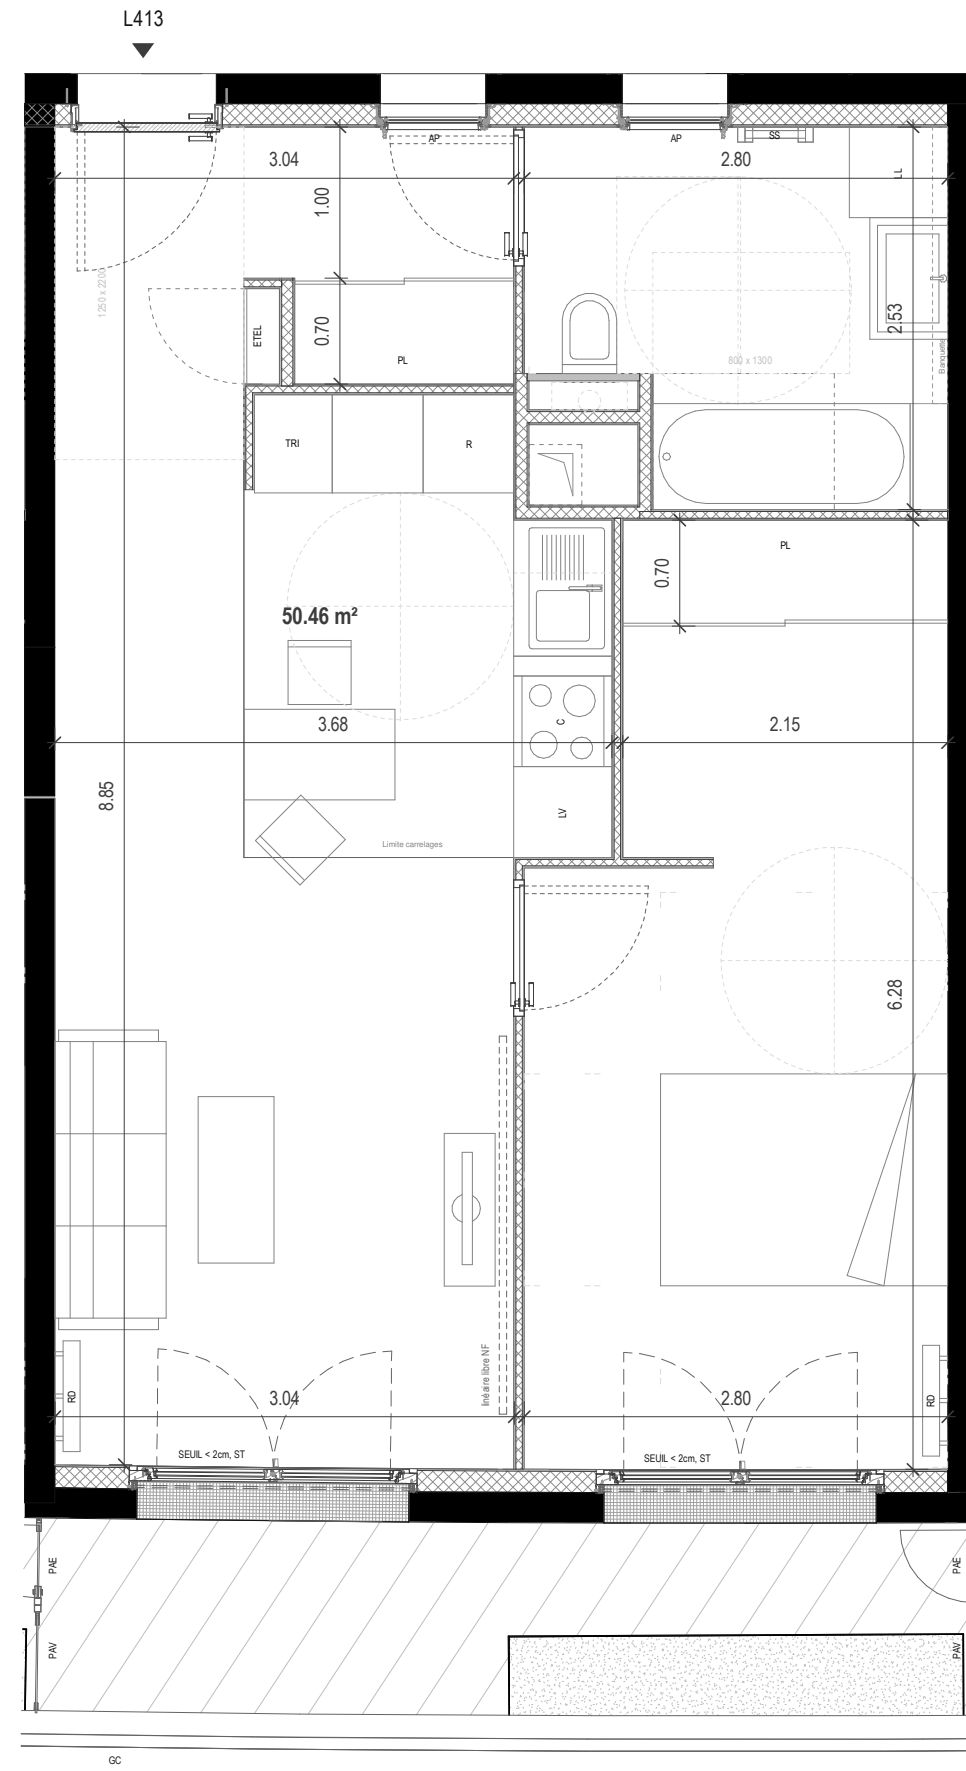 L413
AP
AP
SS
3.04
2.80
1.00
LL
1250 x 2200
2.53
ETEL
0.70
PL
800 x 1300
Banquette
TRI
R
PL
0.70
50.46 m²
3.68
C
2.15
8.85
LV
Limite carrelages
6.28
linéaire libre NF
RD
3.04
2.80
RD
SEUIL < 2cm, ST
SEUIL < 2cm, ST
PAE
PAE
PAV
PAV
GC